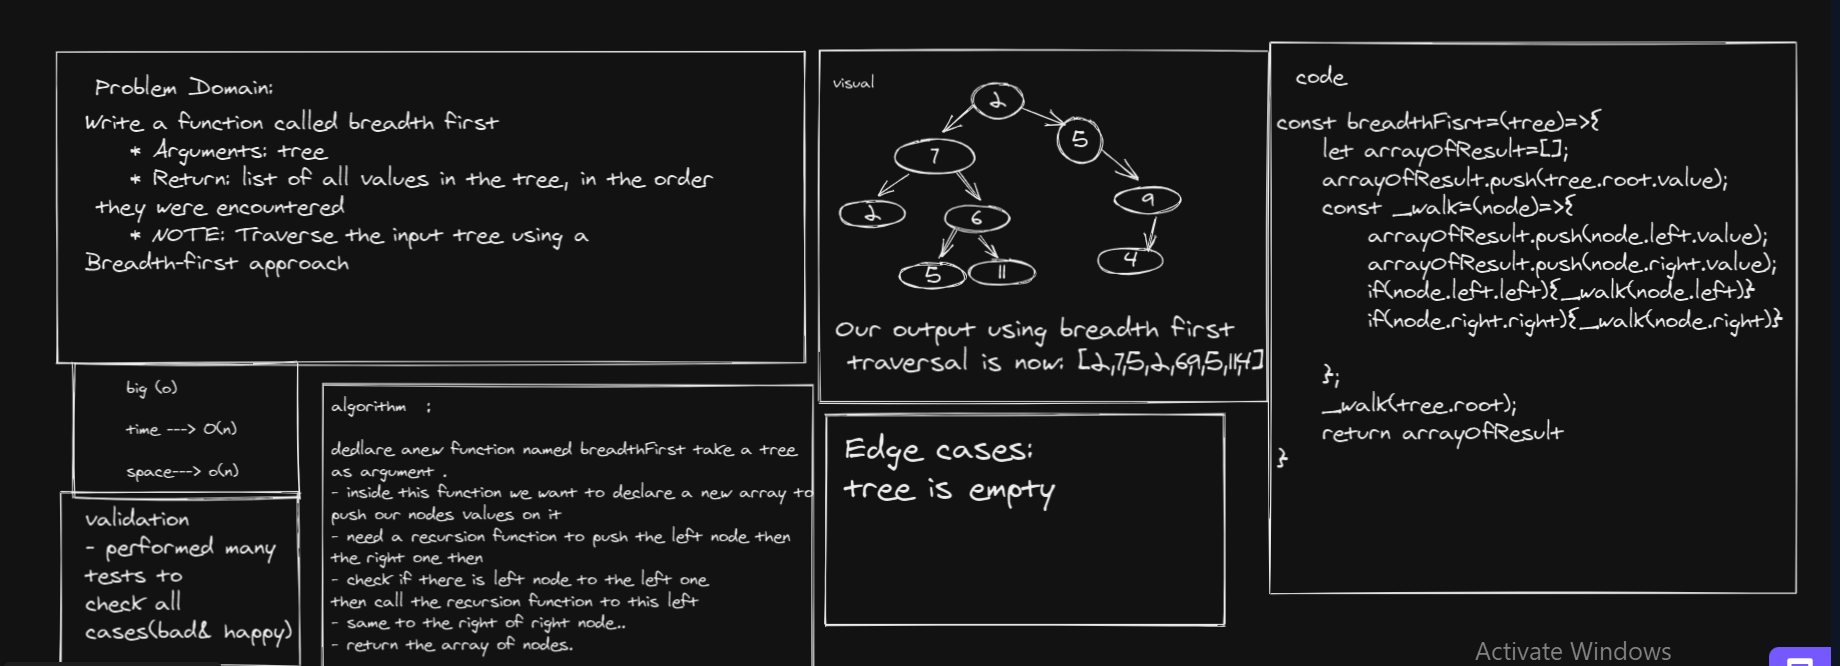 Problem Domain:
Write a function called breadth first
* Arguments: tree
* Return: list of all values in the tree, in the order
they were encountered
* NOTE: Traverse the input tree using a
Breadth-first approach
big (o)
time ---> O(n)
space---> o(n)
validation
- performed many
tests to
check all
cases(bad& happy)
algorithm ;
dedlare anew function named breadthFirst take a tree
as argument .
- inside this function we want to declare a new array to
push our nodes values on it
- need a recursion function to push the left node then
the right one then
- check if there is left node to the left one
then call the recursion function to this left
- same to the right of right node..
- return the array of nodes.
visual
2
5
7
9
2
6
4
5
11
Our output using breadth first
traversal is now: [2,7,5,2,6,9,5,11,4]
Edge cases:
tree is empty
code
const breadthFisrt=(tree)=>{
let arrayOfResult=[];
arrayOfResult.push(tree.root.value);
const _walk=(node)=>{
arrayOfResult.push(node.left.value);
arrayOfResult.push(node.right.value);
if(node.left.left){_walk(node.left)}
if(node.right.right){_walk(node.right)}
};
_walk(tree.root);
return arrayOfResult
}
Activate Windows